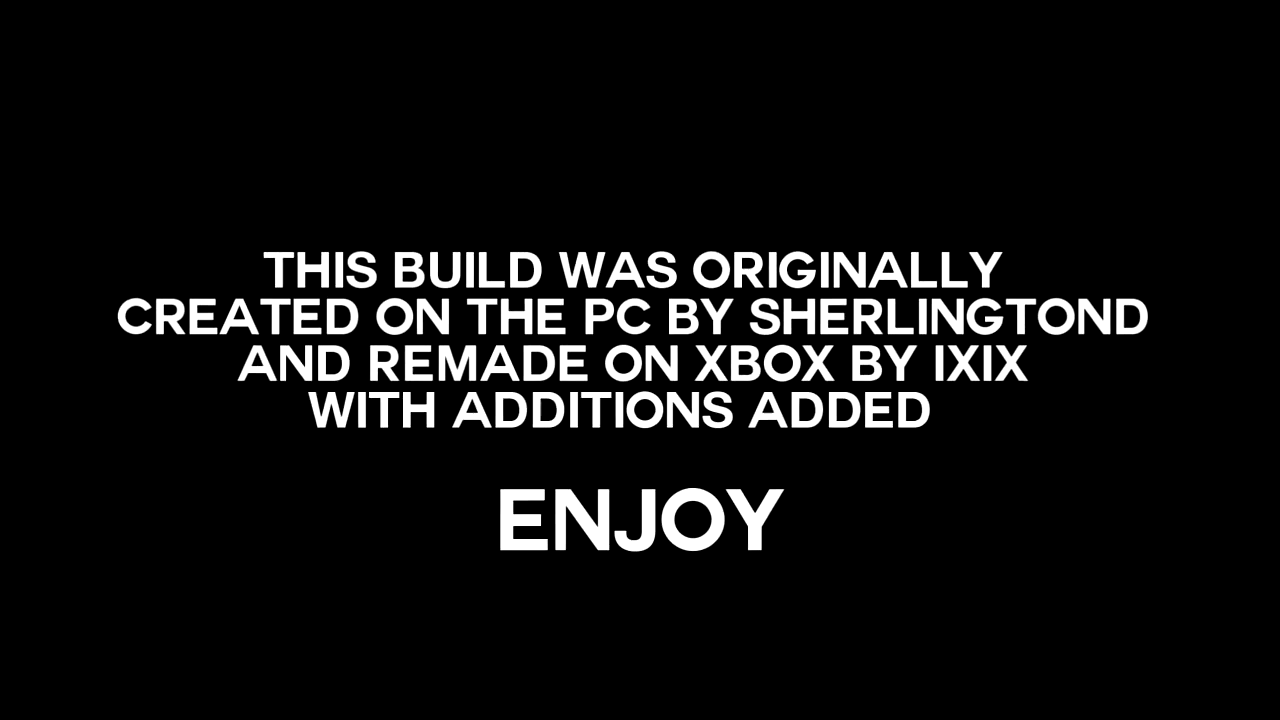 THIS BUILD WAS ORIGINALLY
CREATED ON THE PC BY SHERLINGTOND
AND REMADE ON XBOX BY IXIX
WITH ADDITIONS ADDED
ENJOY